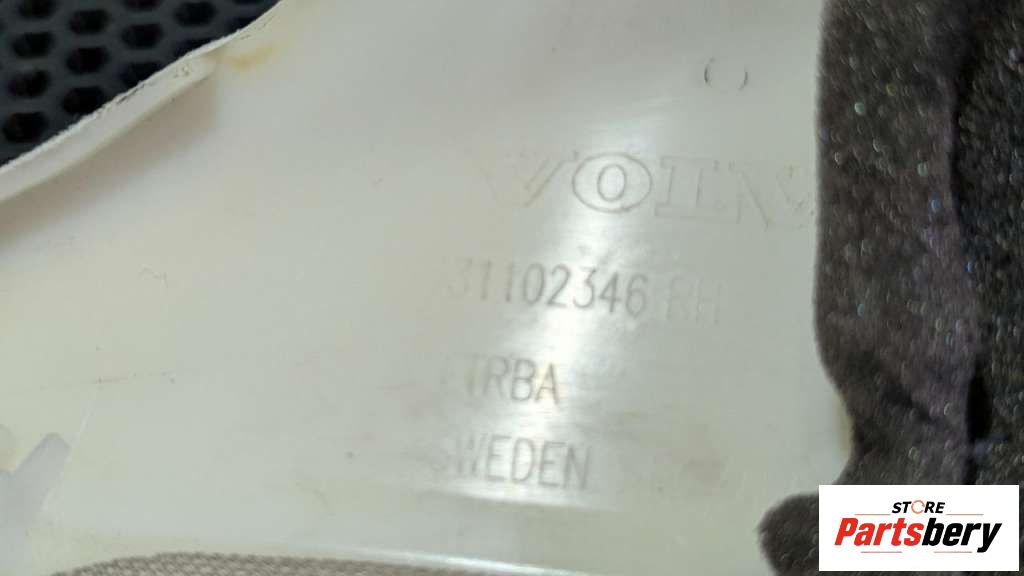 VOLV
31102346 RH
TRBA
SWEDEN
STORE
Partsbery